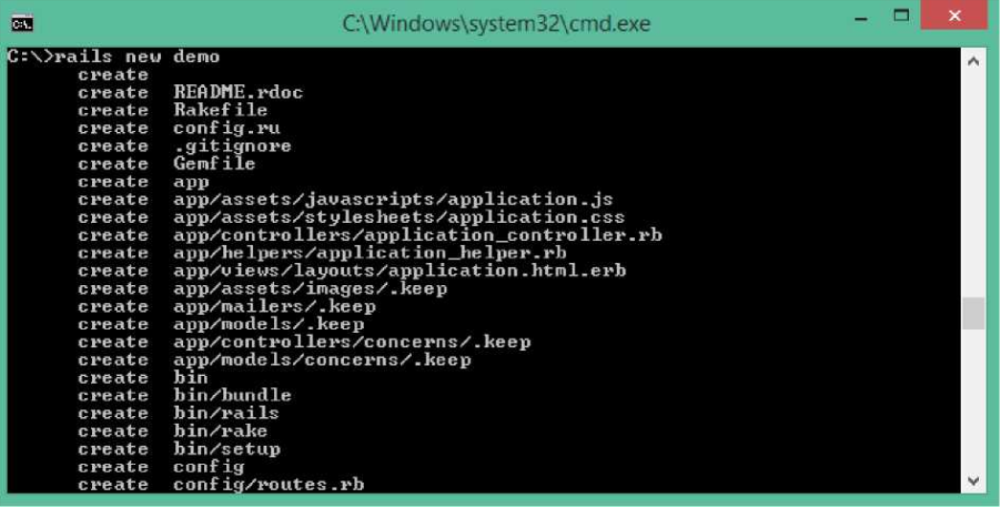 C:\Windows\system32\cmd.exe
C:\>rails new demo
create
create README.rdoc
create Rakefile
create config.ru
create .gitignore
create Gemfile
create app
create app/assets/javascripts/application.js
create app/assets/stylesheets/application.css
create app/controllers/application_controller.rb
create app/helpers/application_helper.rb
create app/views/layouts/application.html.erb
create app/assets/images/.keep
create app/mailers/.keep
create app/models/.keep
create app/controllers/concerns/.keep
create app/models/concerns/.keep
create bin
create bin/bundle
create bin/rails
create bin/rake
create bin/setup
create config
create config/routes.rb